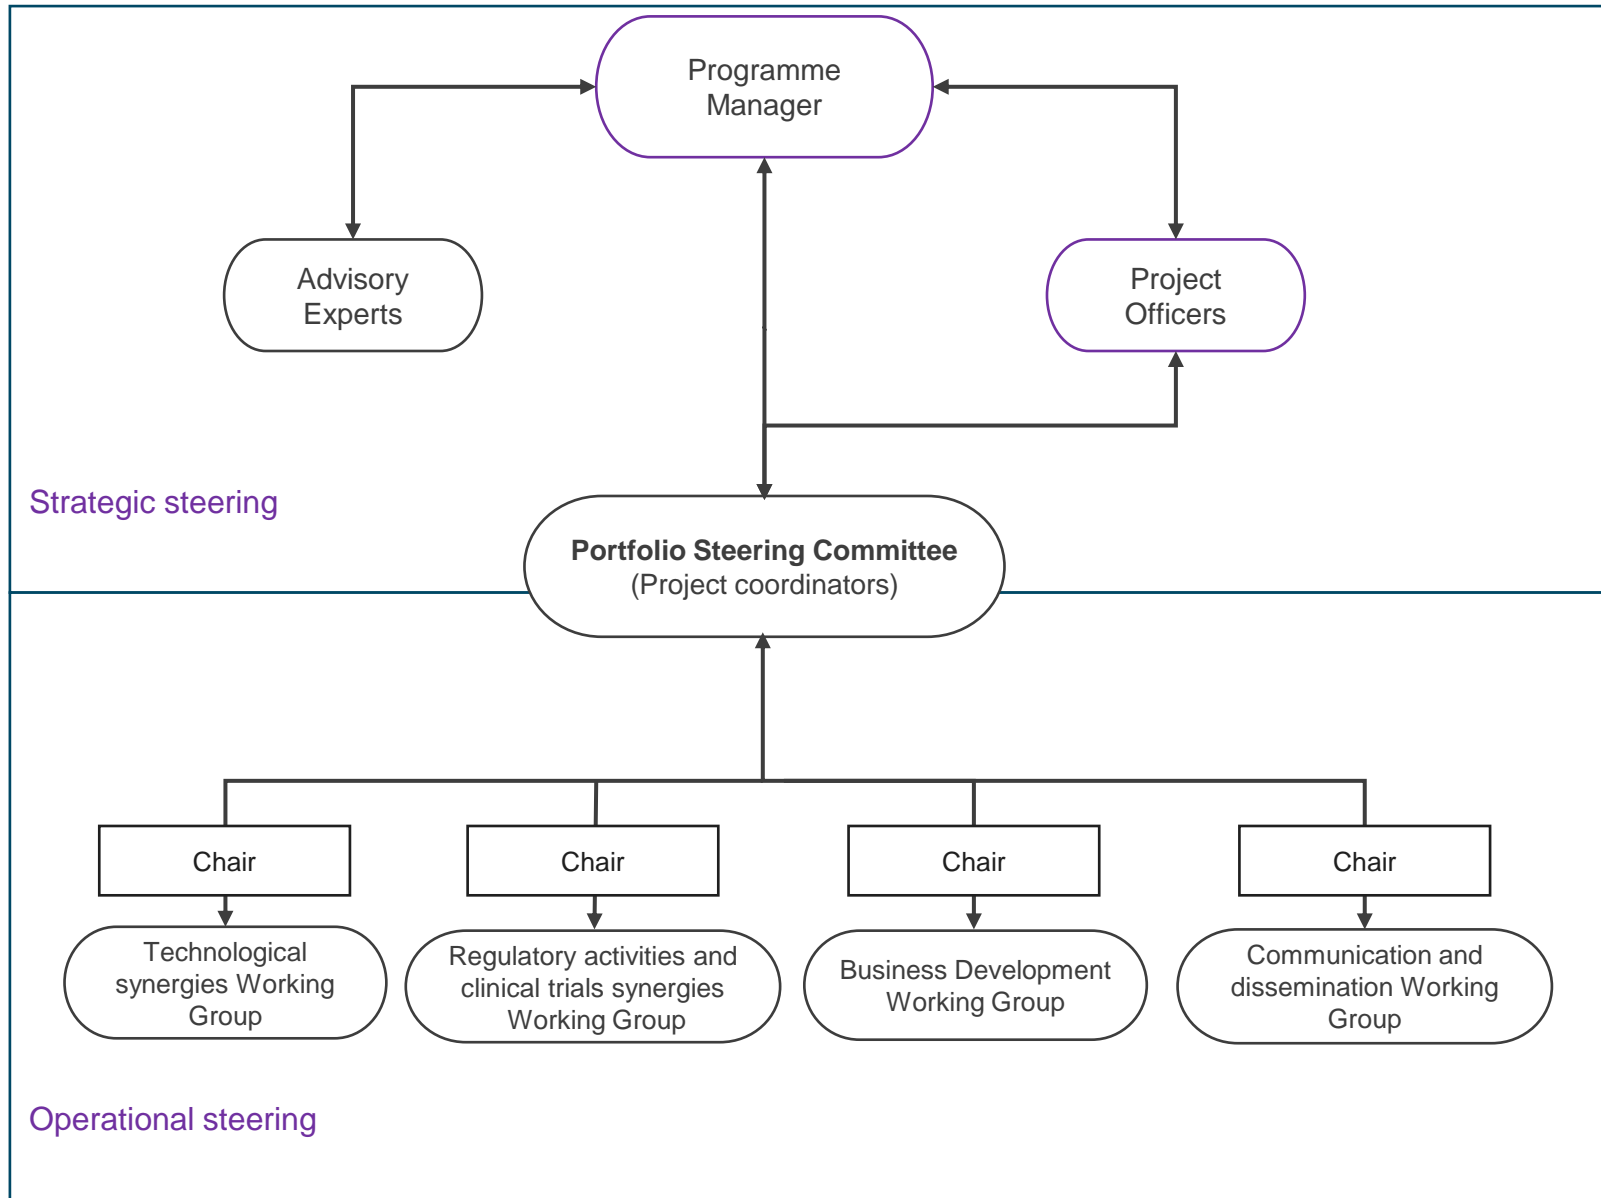 Programme
Manager
Advisory
Experts
Project
Officers
Strategic steering
Portfolio Steering Committee
(Project coordinators)
Chair
Chair
Chair
Chair
Technological
synergies Working
Group
Regulatory activities and
clinical trials synergies
Working Group
Business Development
Working Group
Communication and
dissemination Working
Group
Operational steering